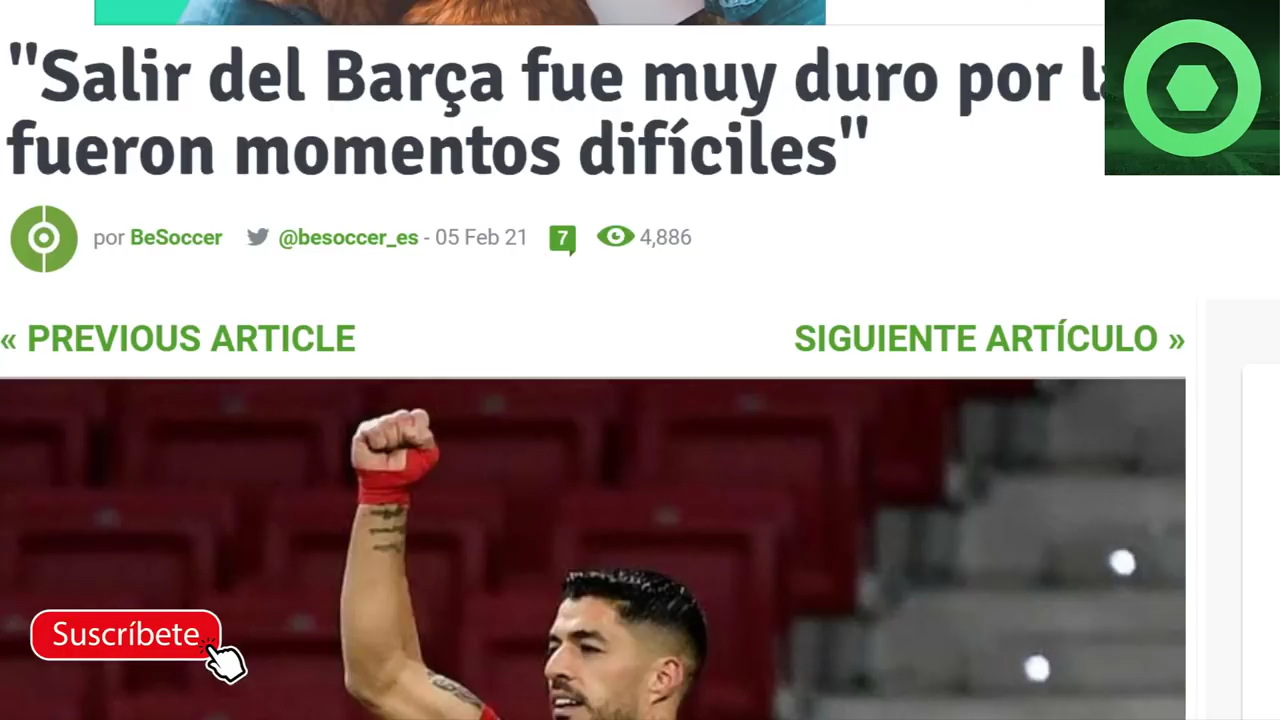 "Salir del Barça fue muy duro por
fueron momentos difíciles"
por BeSoccer @besoccer_es - 05 Feb 21 7 4,886
« PREVIOUS ARTICLE SIGUIENTE ARTÍCULO »
Suscríbete